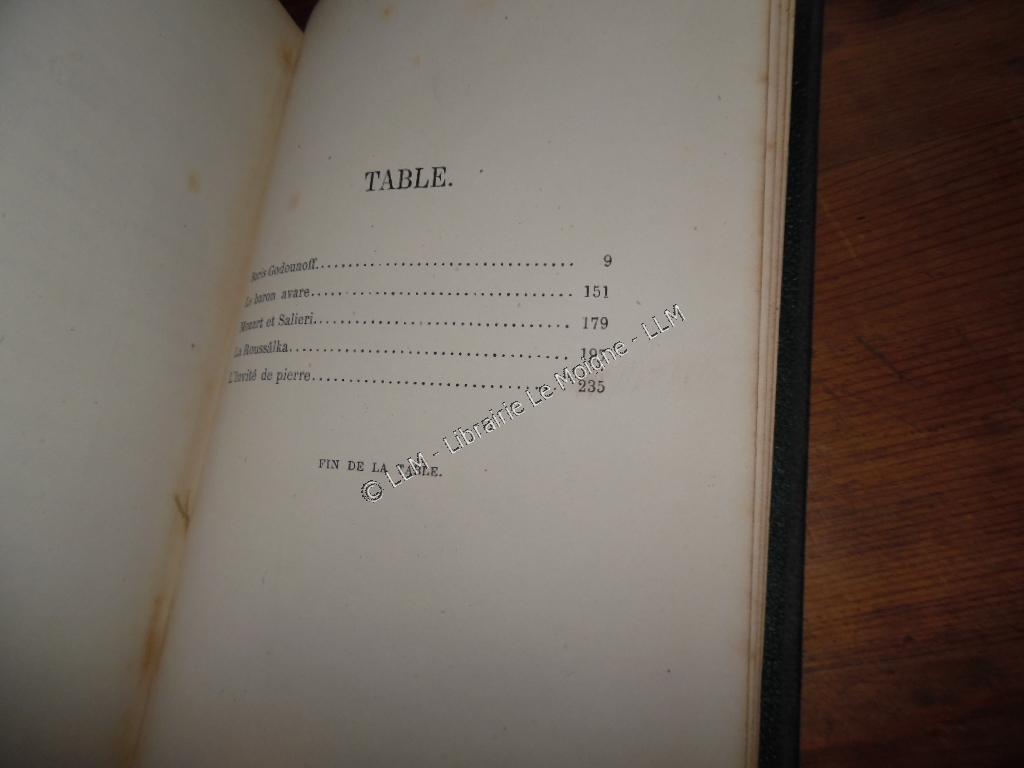 TABLE.
Boris Godounoff........................ 9
Le baron avare........................ 151
Mozart et Salieri........................ 179
La Roussâlka........................
L'Invité de pierre........................ 235
FIN DE LA TABLE.
© LLM - Librairie Le Moigne - LLM